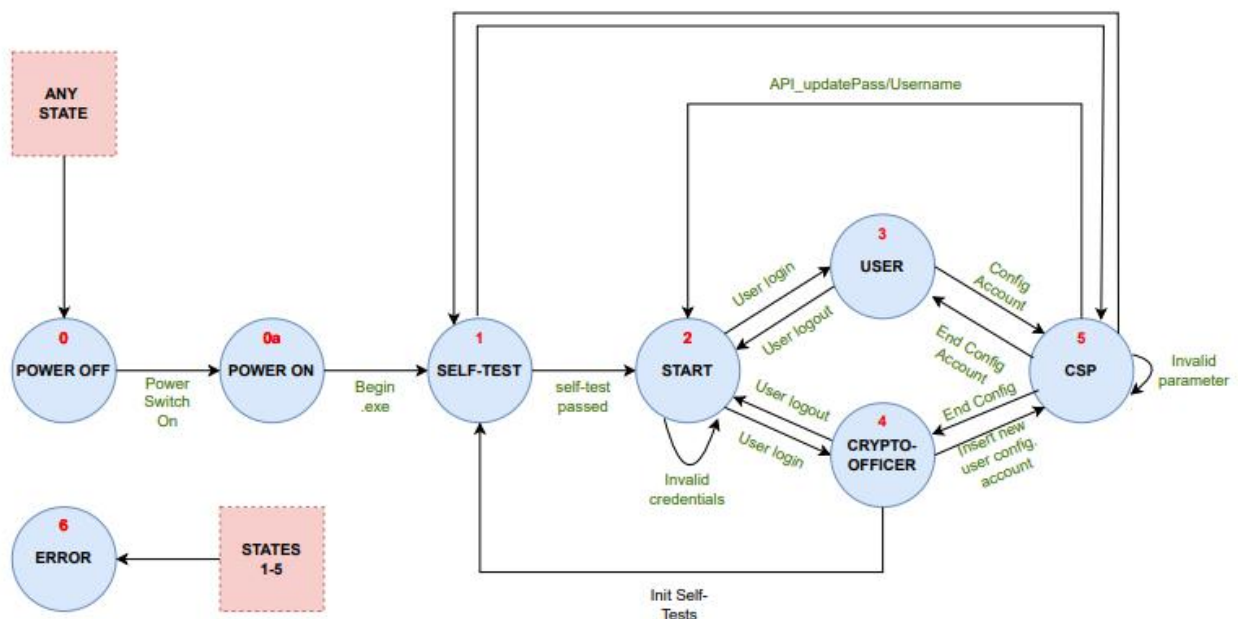 ANY
STATE
API_updatePass/Username
3
USER
User login
User logout
Config
Account
End Config
Account
0
POWER OFF
Power
Switch
On
0a
POWER ON
Begin
.exe
1
SELF-TEST
self-test
passed
2
START
5
CSP
Invalid
parameter
User logout
User login
4
CRYPTO-
OFFICER
End Config
Insert new
user config.
account
Invalid
credentials
6
ERROR
STATES
1-5
Init Self-
Tests